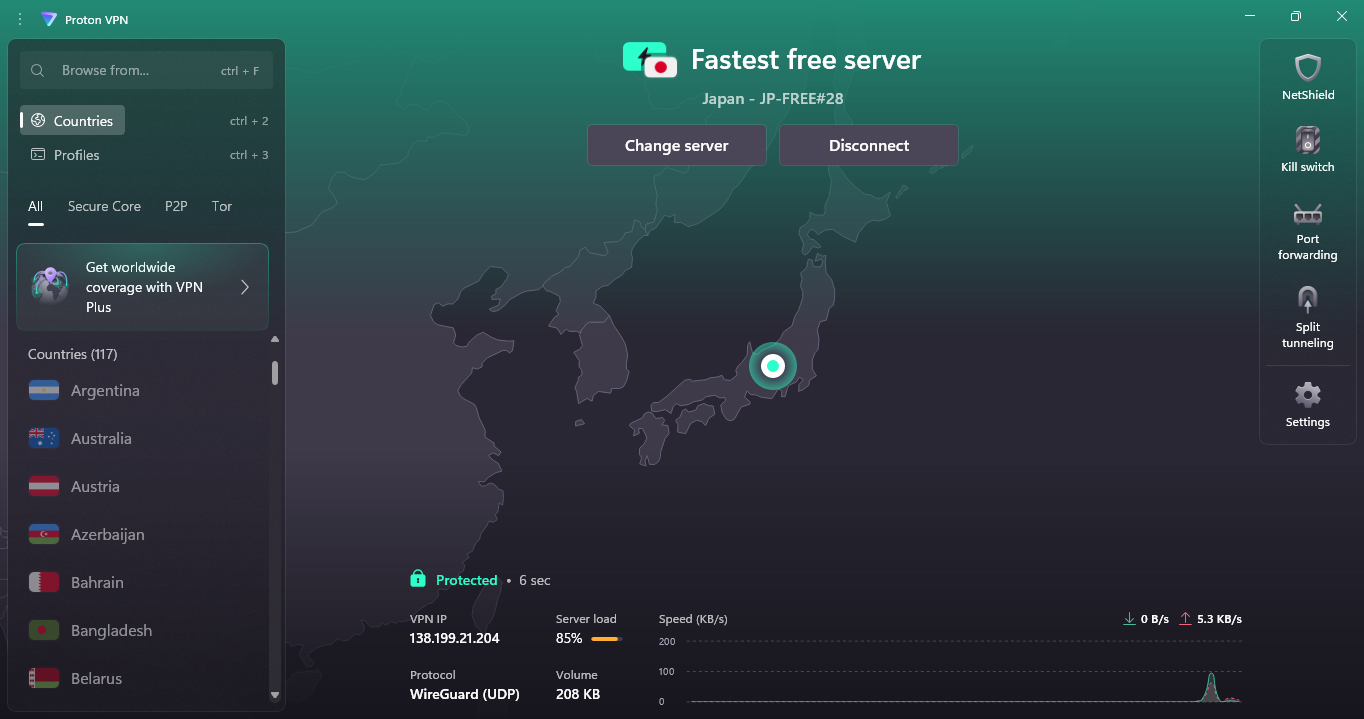 Proton VPN
Browse from...
ctrl + F
Countries
ctrl + 2
Profiles
ctrl + 3
All
Secure Core
P2P
Tor
Get worldwide
coverage with VPN
Plus
Countries (117)
Argentina
Australia
Austria
Azerbaijan
Bahrain
Bangladesh
Belarus
Fastest free server
Japan - JP-FREE#28
Change server
Disconnect
Protected • 6 sec
VPN IP
138.199.21.204
Server load
85%
Protocol
WireGuard (UDP)
Volume
208 KB
Speed (KB/s)
0 B/s
5.3 KB/s
200
100
0
NetShield
Kill switch
Port
forwarding
Split
tunneling
Settings